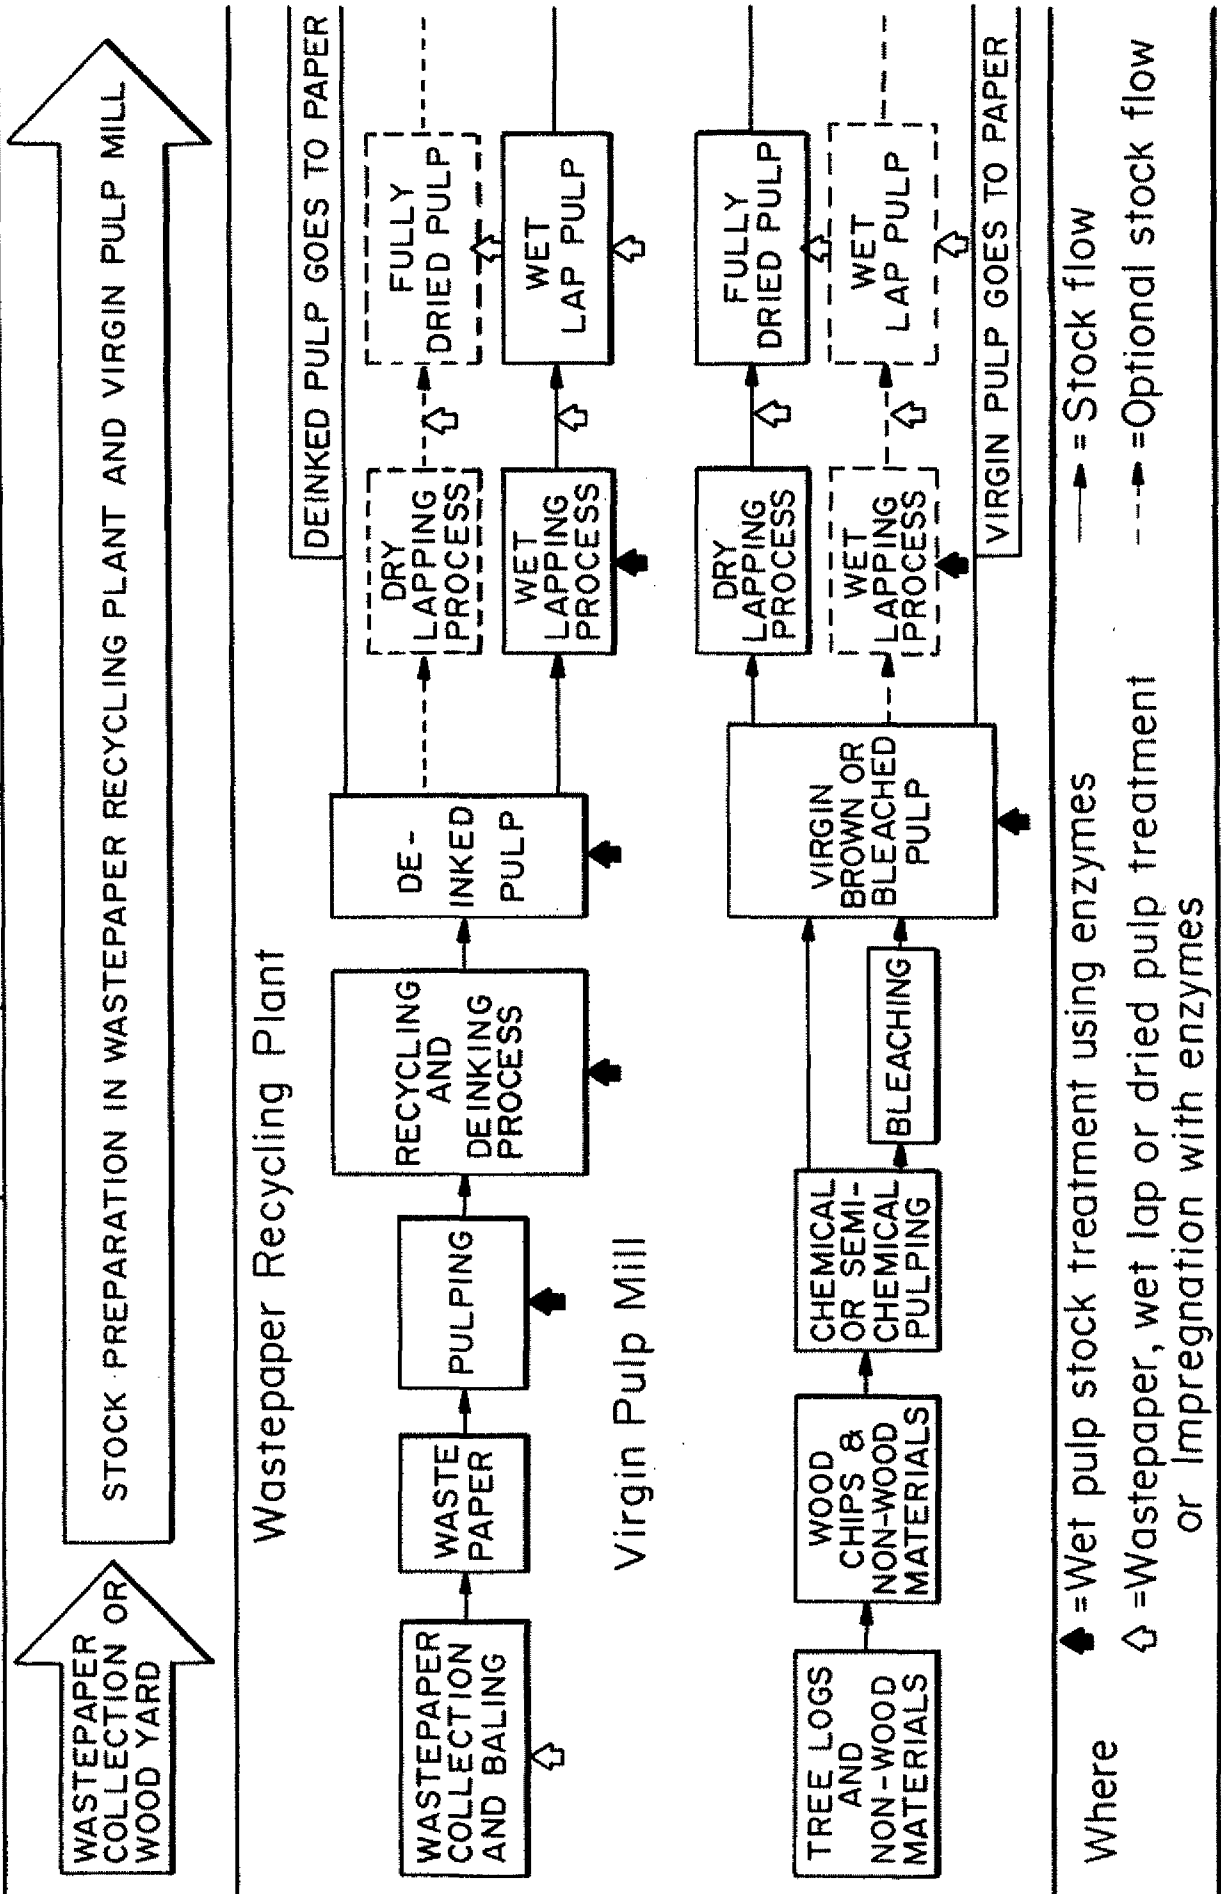 WASTEPAPER
COLLECTION OR
WOOD YARD
STOCK PREPARATION IN WASTEPAPER RECYCLING PLANT AND VIRGIN PULP MILL
Wastepaper Recycling Plant
DEINKED PULP GOES TO PAPER
WASTEPAPER
COLLECTION
AND BALING
WASTE
PAPER
PULPING
RECYCLING
AND
DEINKING
PROCESS
DE-
INKED
PULP
DRY
LAPPING
PROCESS
FULLY
DRIED PULP
WET
LAPPING
PROCESS
WET
LAP PULP
Virgin Pulp Mill
TREE LOGS
AND
NON-WOOD
MATERIALS
WOOD
CHIPS &
NON-WOOD
MATERIALS
CHEMICAL
OR SEMI-
CHEMICAL
PULPING
BLEACHING
VIRGIN
BROWN OR
BLEACHED
PULP
DRY
LAPPING
PROCESS
FULLY
DRIED PULP
WET
LAPPING
PROCESS
WET
LAP PULP
VIRGIN PULP GOES TO PAPER
Where
=Wet pulp stock treatment using enzymes
=Stock flow
=Wastepaper, wet lap or dried pulp treatment
or Impregnation with enzymes
=Optional stock flow